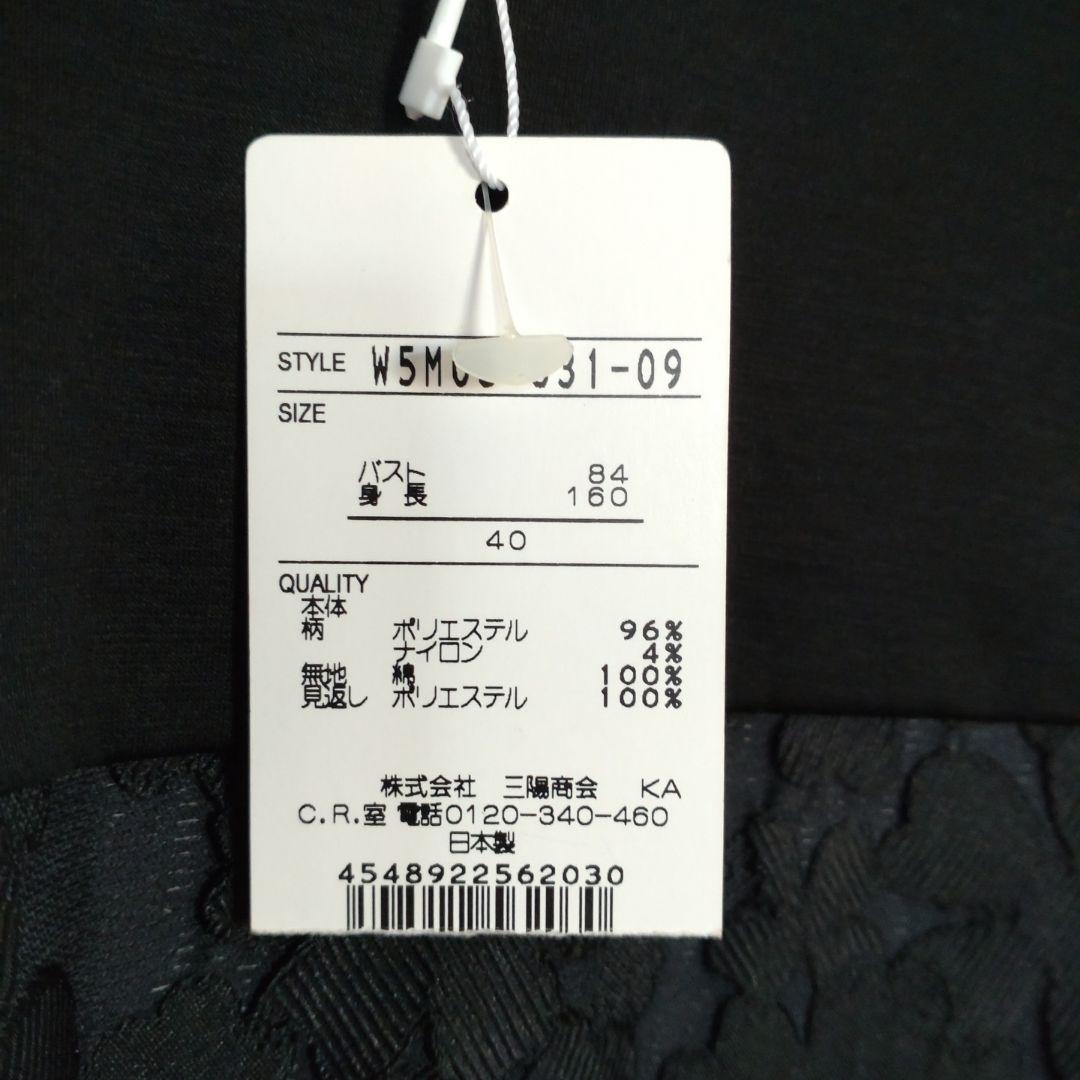 STYLE
SIZE
バスト 84
身長 160
40
QUALITY
本体
柄 ポリエステル 96%
ナイロン 4%
無地 綿 100%
見返し ポリエステル 100%
株式会社 三陽商会 KA
C.R.室 電話0120-340-460
日本製
4548922562030